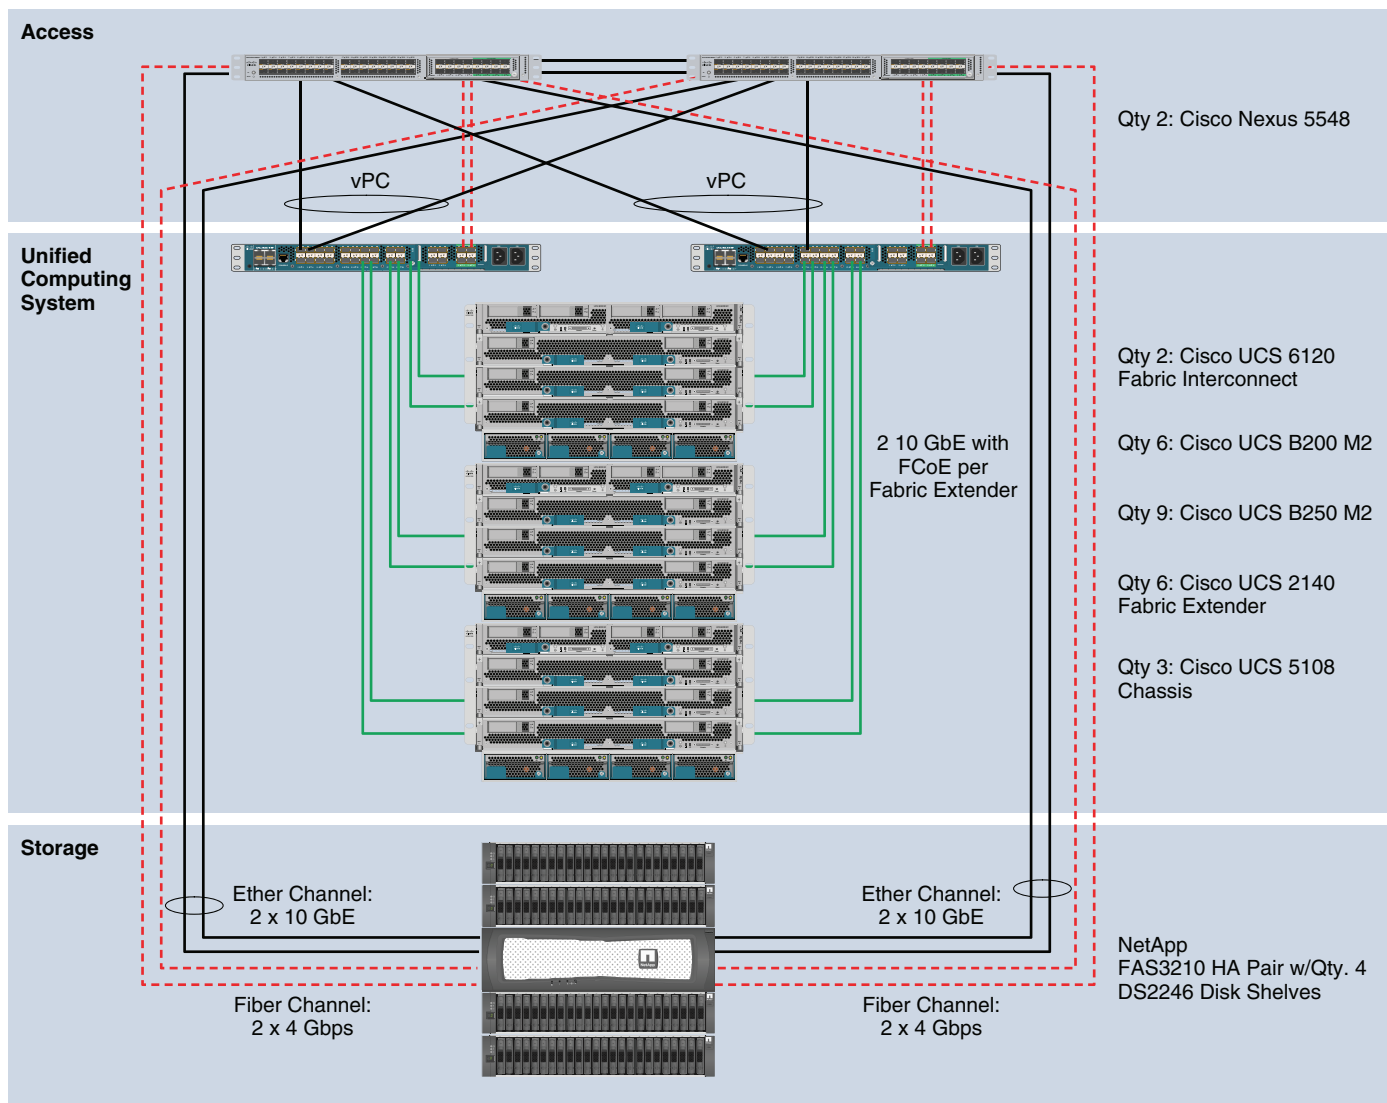 Access
Qty 2: Cisco Nexus 5548
vPC
vPC
Unified
Computing
System
Qty 2: Cisco UCS 6120
Fabric Interconnect
2 10 GbE with
FCoE per
Fabric Extender
Qty 6: Cisco UCS B200 M2
Qty 9: Cisco UCS B250 M2
Qty 6: Cisco UCS 2140
Fabric Extender
Qty 3: Cisco UCS 5108
Chassis
Storage
Ether Channel:
2 x 10 GbE
Ether Channel:
2 x 10 GbE
NetApp
NetApp
FAS3210 HA Pair w/Qty. 4
DS2246 Disk Shelves
Fiber Channel:
2 x 4 Gbps
Fiber Channel:
2 x 4 Gbps